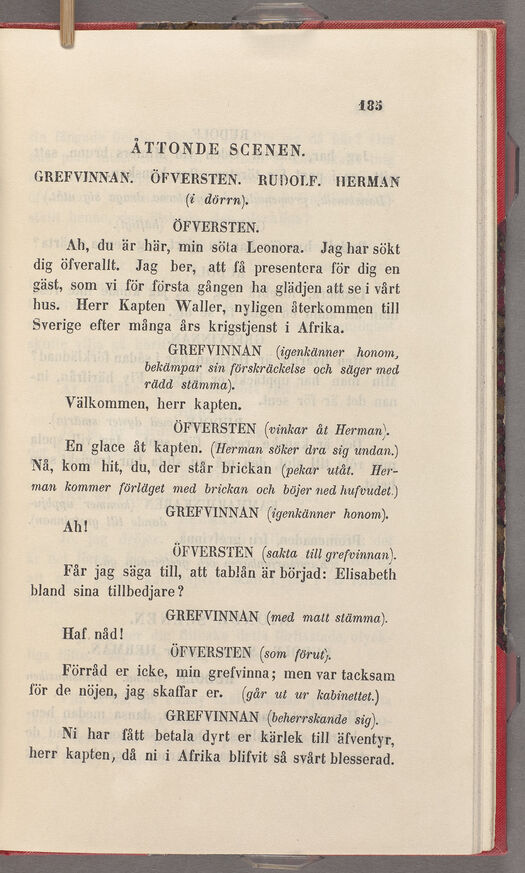 185
ÅTTONDE SCENEN.
GREFVINNAN. ÖFVERSTEN. RUDOLF. HERMAN
(i dörrn).
ÖFVERSTEN.
Ah, du är här, min söta Leonora. Jag har sökt
dig öfverallt. Jag ber, att få presentera för dig en
gäst, som vi för första gången ha glädjen att se i vårt
hus. Herr Kapten Waller, nyligen återkommen till
Sverige efter många års krigstjenst i Afrika.
GREFVINNAN (igenkänner honom,
bekämpar sin förskräckelse och säger med
rädd stämma).
Välkommen, herr kapten.
ÖFVERSTEN (vinkar åt Herman).
En glace åt kapten. (Herman söker dra sig undan.)
Nå, kom hit, du, der står brickan (pekar utåt. Her-
man kommer förläget med brickan och böjer ned hufvudet.)
GREFVINNAN (igenkänner honom).
Ah!
ÖFVERSTEN (sakta till grefvinnan).
Får jag säga till, att tablån är börjad: Elisabeth
bland sina tillbedjare?
GREFVINNAN (med matt stämma).
Haf nåd!
ÖFVERSTEN (som förut).
Förråd er icke, min grefvinna; men var tacksam
för de nöjen, jag skaffar er. (går ut ur kabinettet.)
GREFVINNAN (beherrskande sig).
Ni har fått betala dyrt er kärlek till äfventyr,
herr kapten, då ni i Afrika blifvit så svårt blesserad.